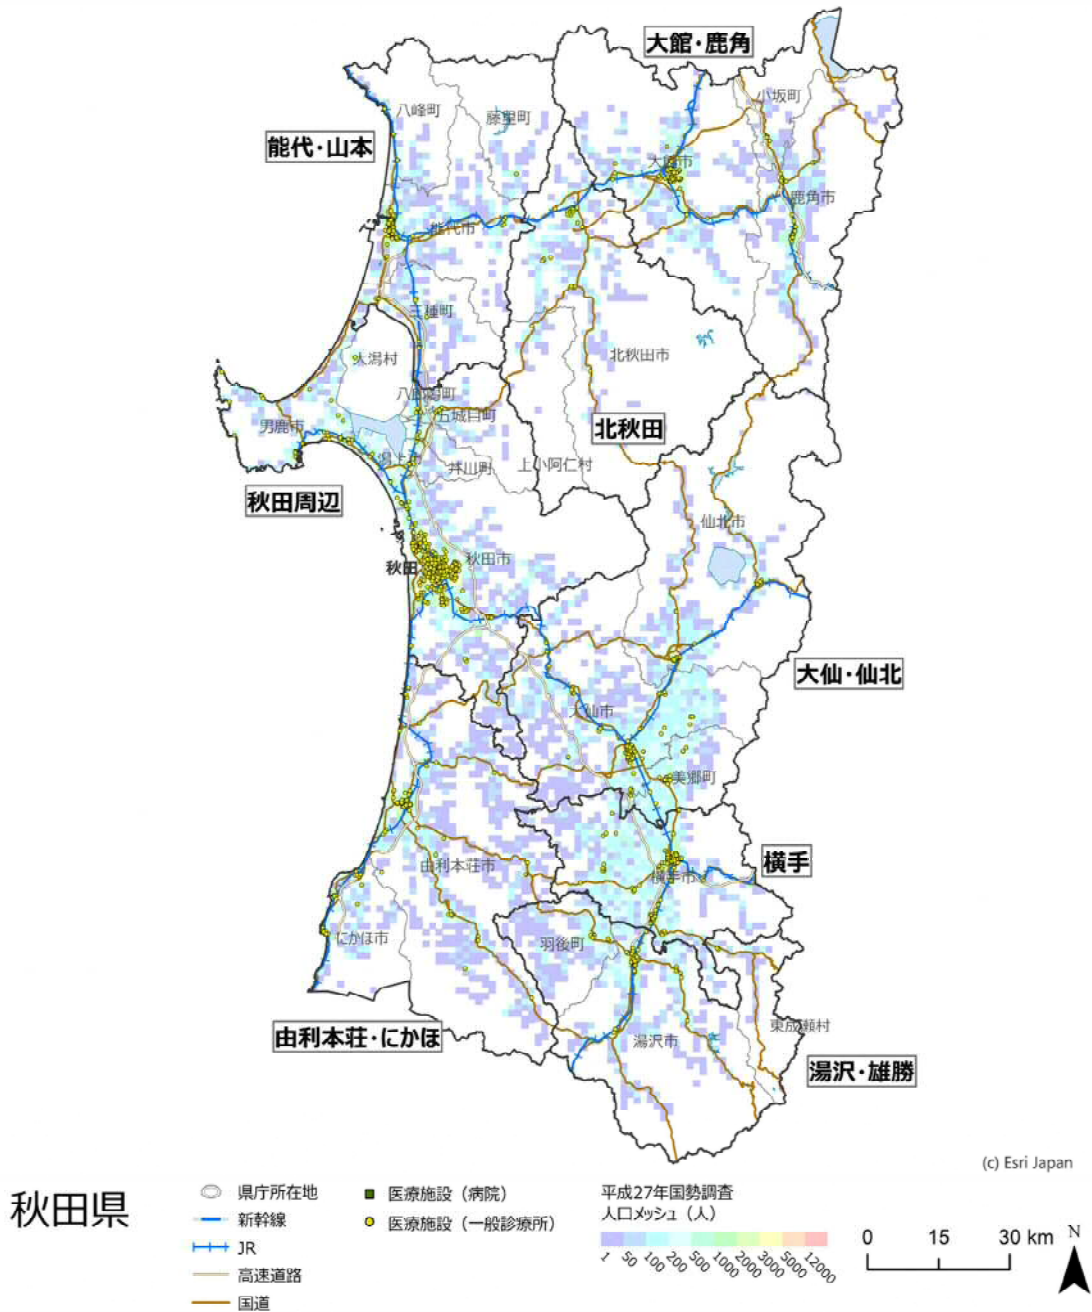 大館・鹿角
小坂町
八峰町
藤里町
能代・山本
大館市
鹿角市
能代市
三種町
大潟村
北秋田市
八郎潟町
五城目町
男鹿市
北秋田
潟上市
井川町
上小阿仁村
秋田周辺
仙北市
秋田市
秋田
大仙・仙北
大仙市
美郷町
横手
由利本荘市
横手市
にかほ市
羽後町
東成瀬村
由利本荘・にかほ
湯沢市
湯沢・雄勝
(c) Esri Japan
秋田県
県庁所在地
新幹線
JR
高速道路
国道
医療施設（病院）
医療施設（一般診療所）
平成27年国勢調査
人口メッシュ（人）
1 50 100 200 500 1000 2000 3000 5000 12000
0 15 30 km
N